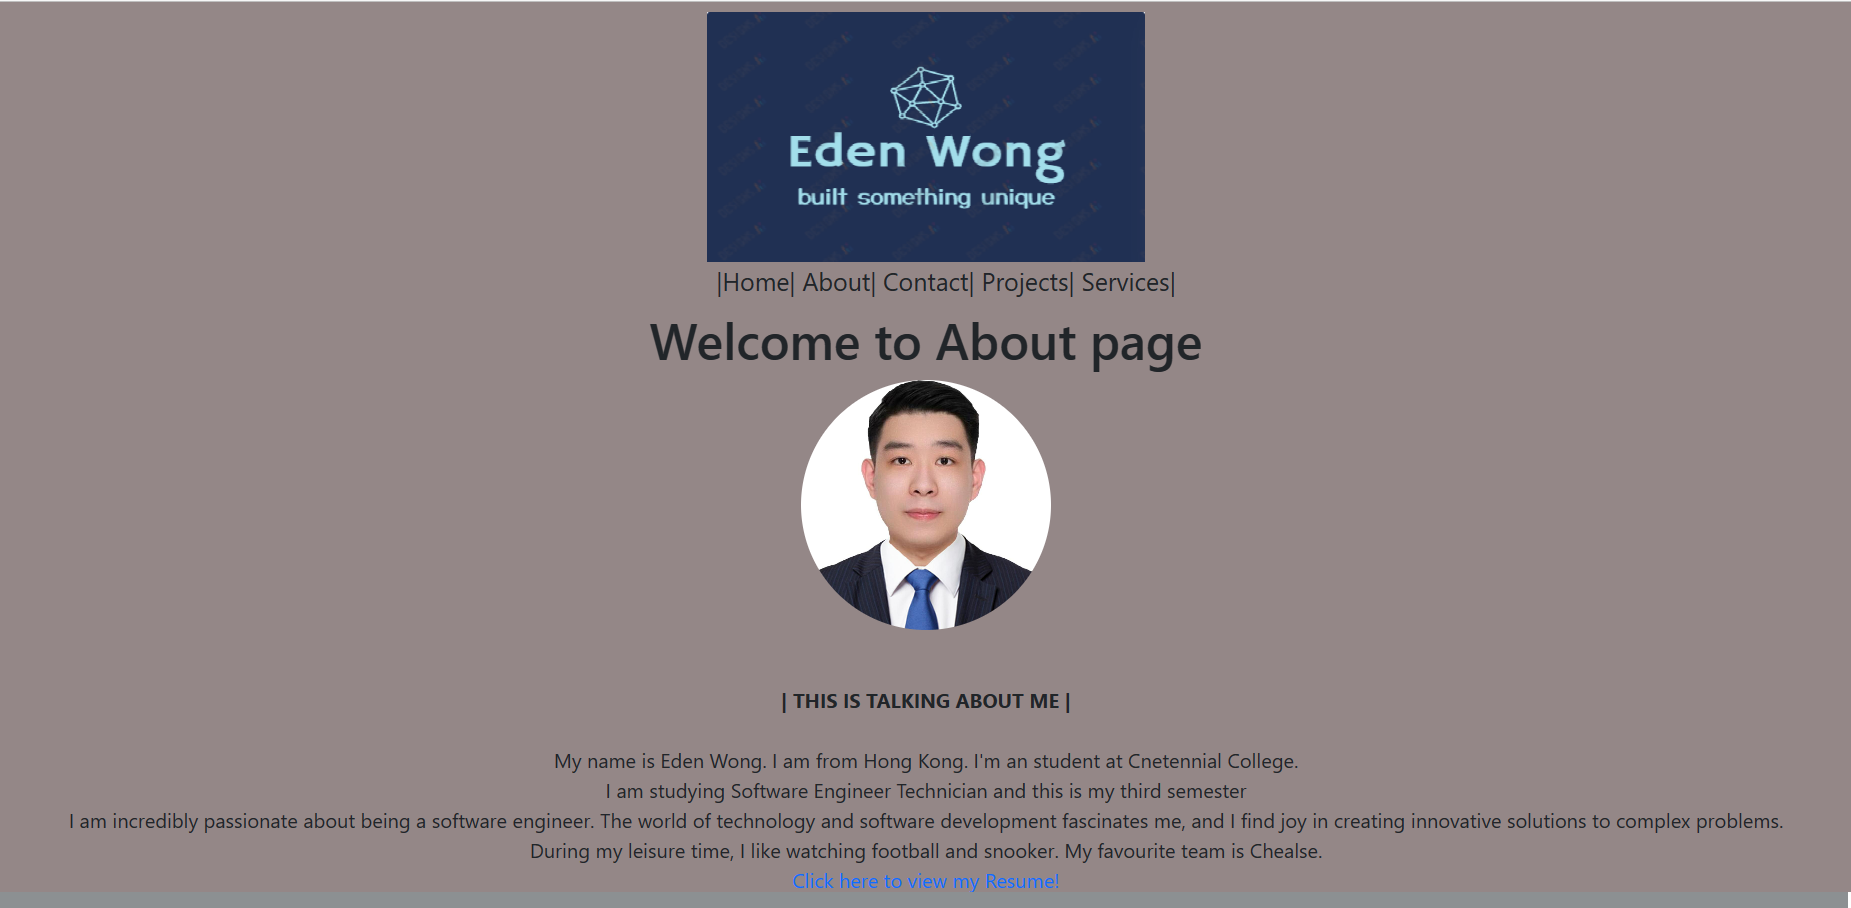 Eden Wong
built something unique
|Home| About| Contact| Projects| Services|
Welcome to About page
| THIS IS TALKING ABOUT ME |
My name is Eden Wong. I am from Hong Kong. I'm an student at Cnetennial College.
I am studying Software Engineer Technician and this is my third semester
I am incredibly passionate about being a software engineer. The world of technology and software development fascinates me, and I find joy in creating innovative solutions to complex problems.
During my leisure time, I like watching football and snooker. My favourite team is Chealse.
Click here to view my Resume!